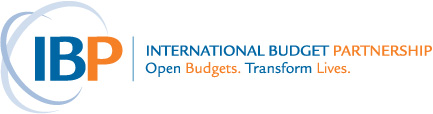 IBP
INTERNATIONAL BUDGET PARTNERSHIP
Open Budgets. Transform Lives.